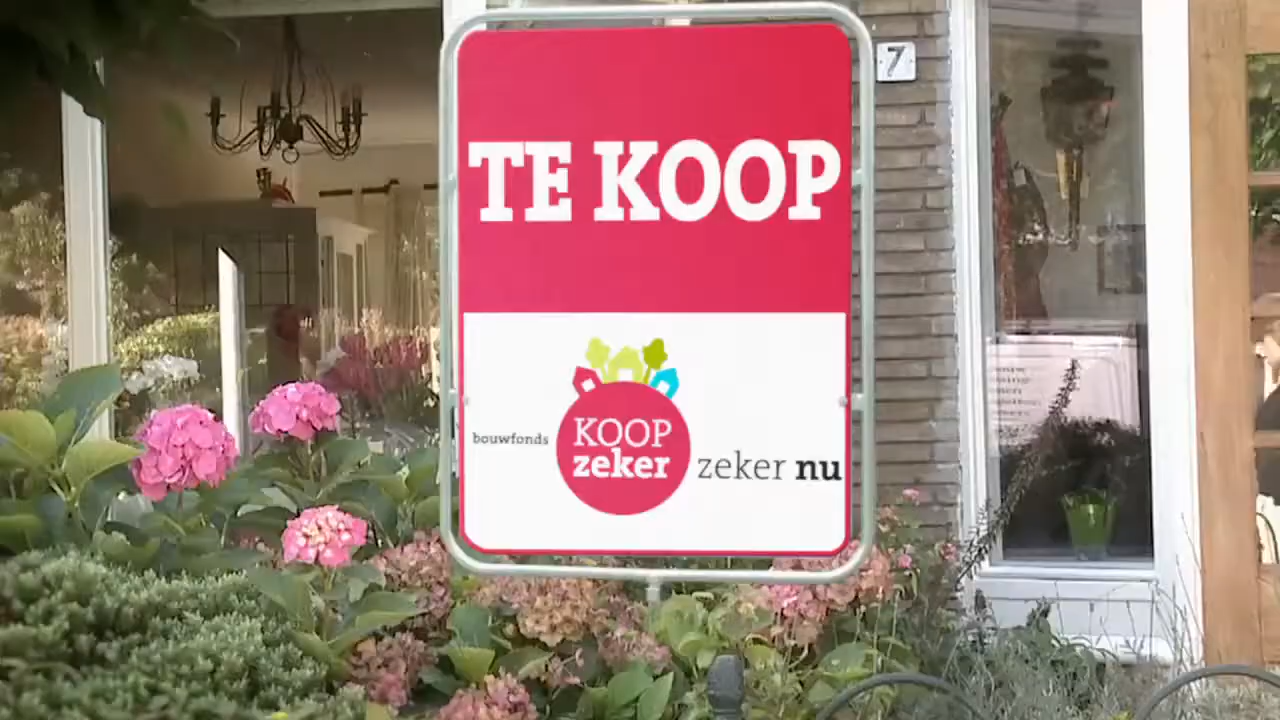 7
TE KOOP
bouwfonds
KOOP
zeker
zeker nu